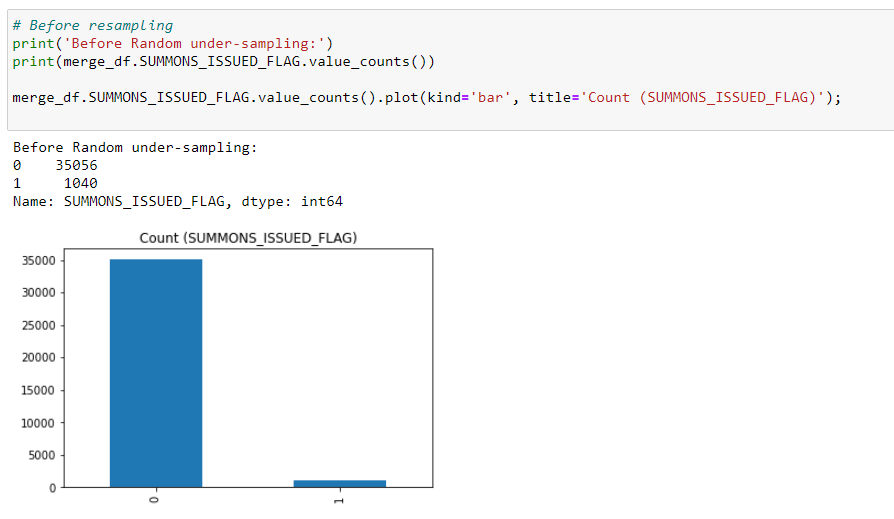 # Before resampling
print('Before Random under-sampling:')
print(merge_df.SUMMONS_ISSUED_FLAG.value_counts())
merge_df.SUMMONS_ISSUED_FLAG.value_counts().plot(kind='bar', title='Count (SUMMONS_ISSUED_FLAG)');
Before Random under-sampling:
0    35056
1     1040
Name: SUMMONS_ISSUED_FLAG, dtype: int64
Count (SUMMONS_ISSUED_FLAG)
35000
30000
25000
20000
15000
10000
5000
0
0 1